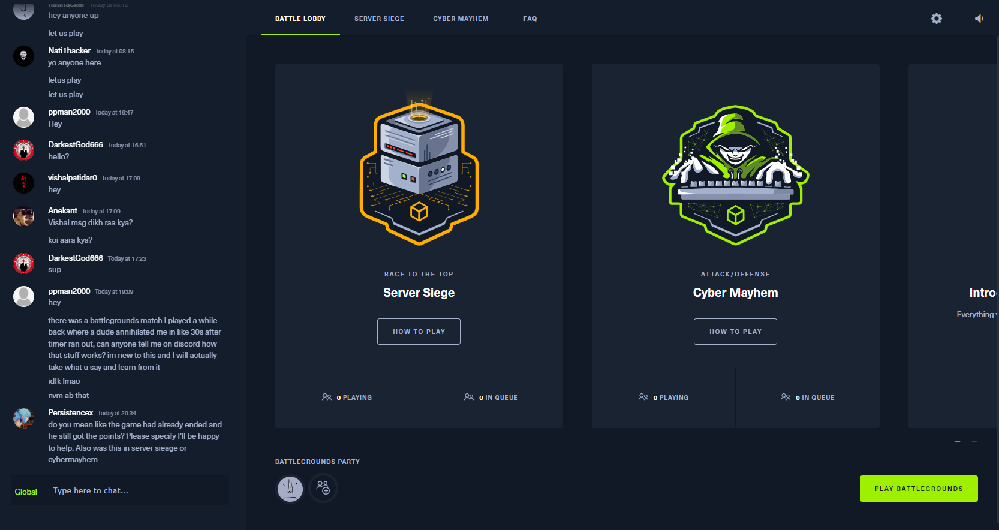 natihacker Today at 08:12
hey anyone up
let us play
Nati1hacker Today at 08:15
yo anyone here
letus play
let us play
ppman2000 Today at 16:47
Hey
DarkestGod666 Today at 16:51
hello?
vishalpatidar0 Today at 17:09
hey
Anekant Today at 17:09
Vishal msg dikh raa kya?
koi aara kya?
DarkestGod666 Today at 17:23
sup
ppman2000 Today at 19:09
hey
there was a battlegrounds match I played a while
back where a dude annihilated me in like 30s after
timer ran out, can anyone tell me on discord how
that stuff works? im new to this and I will actually
take what u say and learn from it
idfk lmao
nvm ab that
Persistencex Today at 20:34
do you mean like the game had already ended and
he still got the points? Please specify I'll be happy
to help. Also was this in server sieage or
cybermayhem
Global Type here to chat...
BATTLE LOBBY SERVER SIEGE CYBER MAYHEM FAQ
RACE TO THE TOP
Server Siege
HOW TO PLAY
0 PLAYING 0 IN QUEUE
ATTACK/DEFENSE
Cyber Mayhem
HOW TO PLAY
0 PLAYING 0 IN QUEUE
Intro
Everything y
BATTLEGROUNDS PARTY
PLAY BATTLEGROUNDS